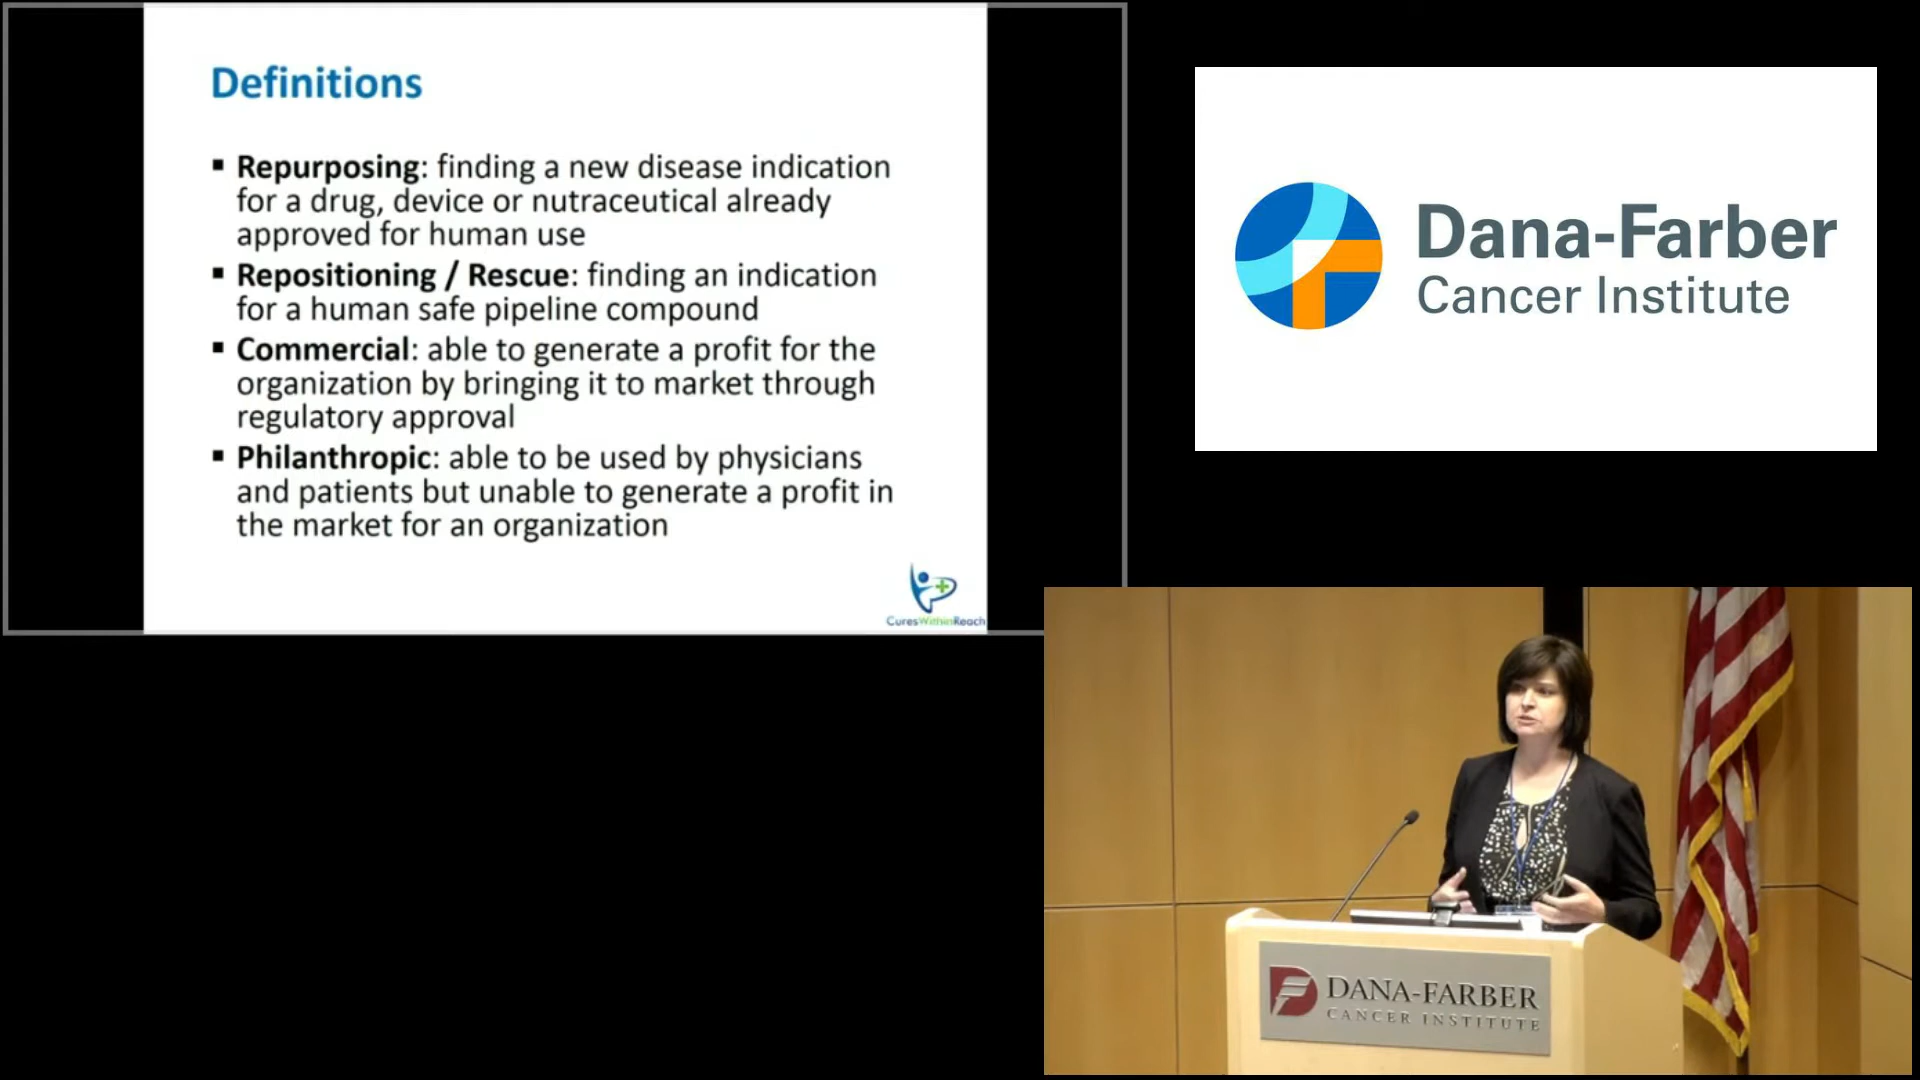 Definitions
▪ Repurposing: finding a new disease indication
for a drug, device or nutraceutical already
approved for human use
▪ Repositioning / Rescue: finding an indication
for a human safe pipeline compound
▪ Commercial: able to generate a profit for the
organization by bringing it to market through
regulatory approval
▪ Philanthropic: able to be used by physicians
and patients but unable to generate a profit in
the market for an organization
CuresWithinReach
Dana-Farber
Cancer Institute
DANA-FARBER
CANCER INSTITUTE